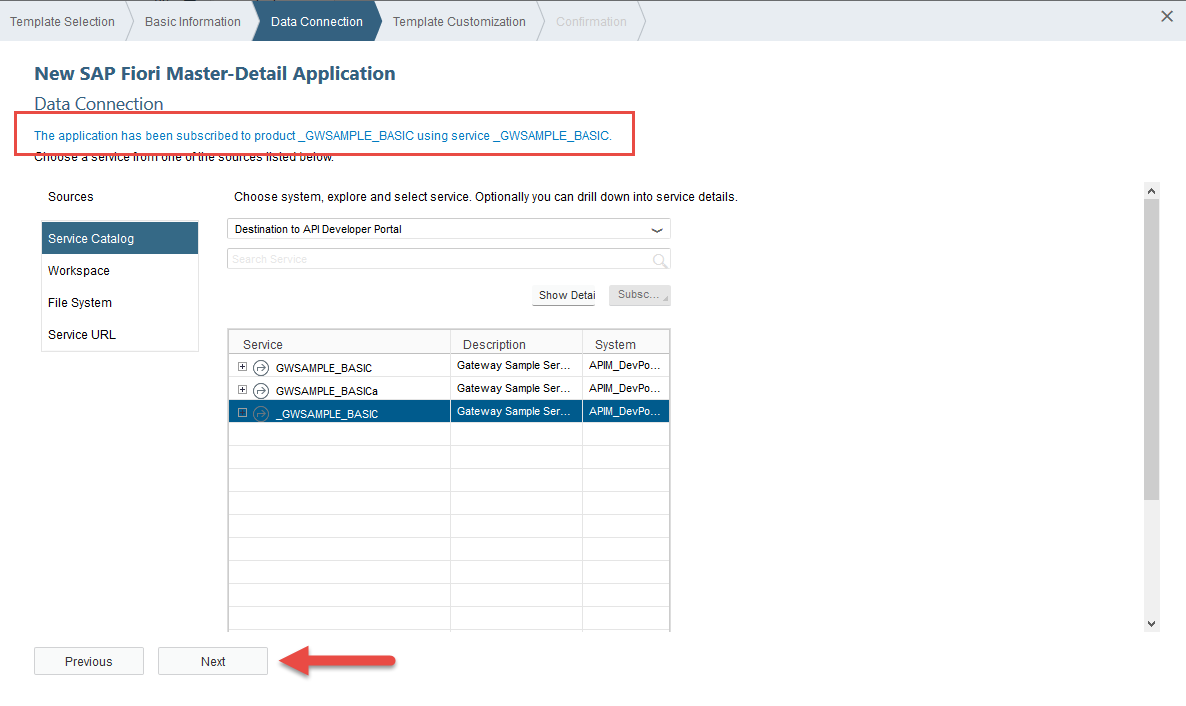 Template Selection Basic Information Data Connection Template Customization Confirmation
New SAP Fiori Master-Detail Application
Data Connection
The application has been subscribed to product _GWSAMPLE_BASIC using service _GWSAMPLE_BASIC.
Choose a service from one of the sources listed below.
Sources
Choose system, explore and select service. Optionally you can drill down into service details.
Service Catalog
Workspace
File System
Service URL
Destination to API Developer Portal
Search Service
Show Detai Subsc...
Service Description System
GWSAMPLE_BASIC Gateway Sample Ser... APIM_DevPo...
GWSAMPLE_BASICa Gateway Sample Ser... APIM_DevPo...
_GWSAMPLE_BASIC Gateway Sample Ser... APIM_DevPo...
Previous Next